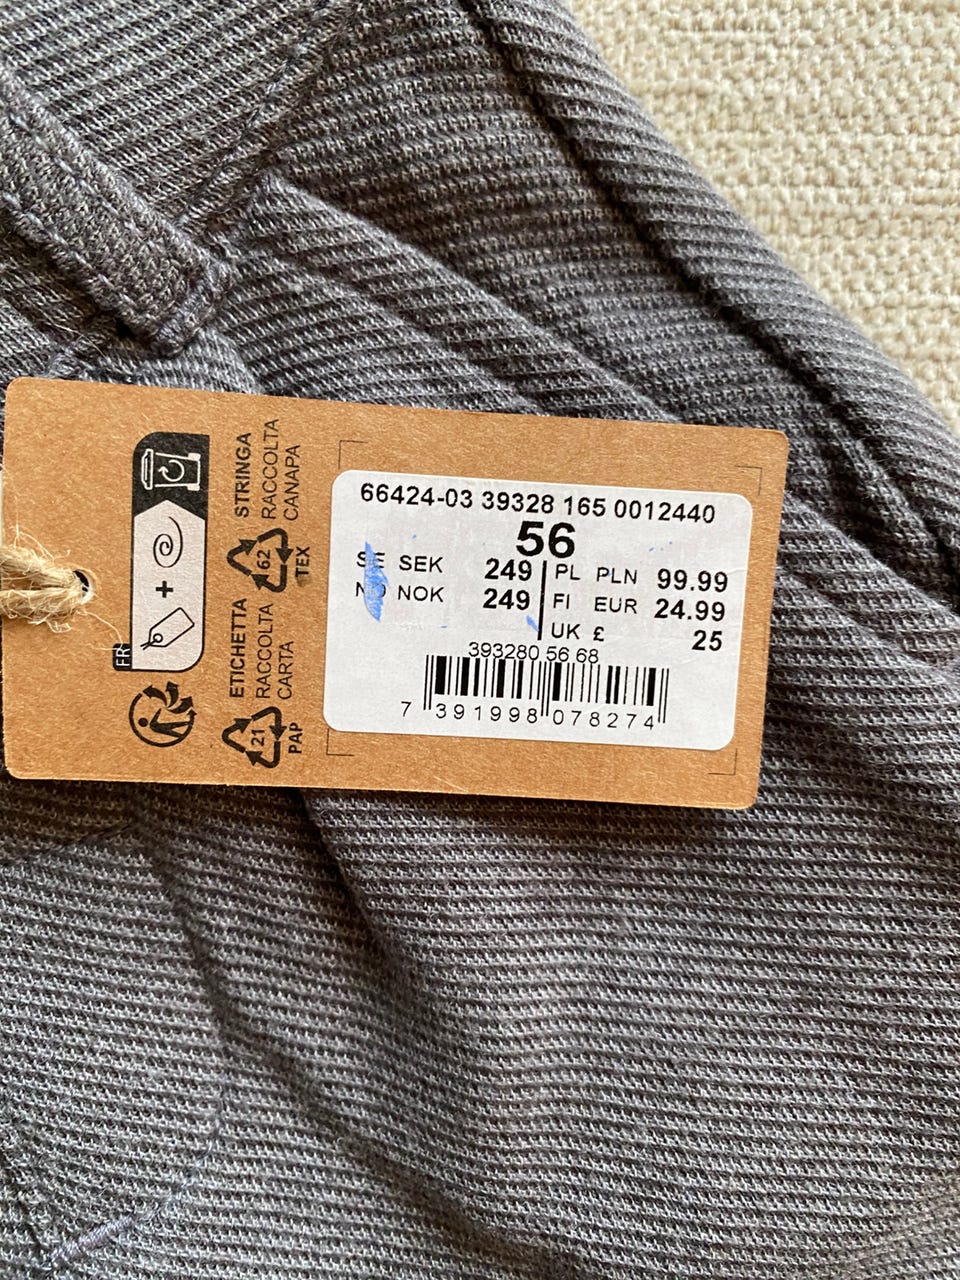 66424-03 39328 165 0012440
56
SE SEK 249
NO NOK 249
PL PLN 99.99
FI EUR 24.99
UK £ 25
393280 56 68
7 391998 078274
FR
+
STRINGA
RACCOLTA
CANAPA
62
TEX
ETICHETTA
RACCOLTA
CARTA
21
PAP